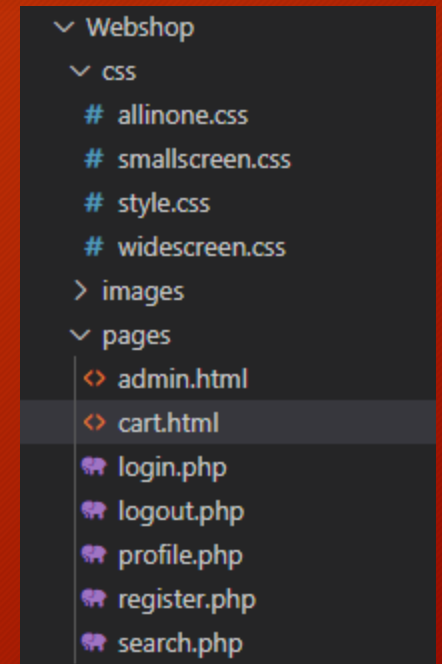 Webshop
css
# allinone.css
# smallscreen.css
# style.css
# widescreen.css
images
pages
<> admin.html
<> cart.html
login.php
logout.php
profile.php
register.php
search.php